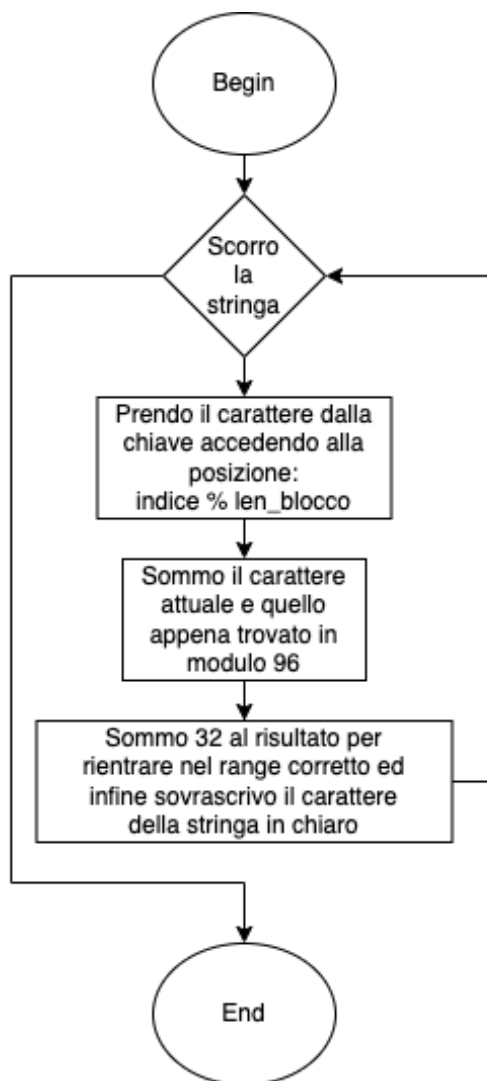 Begin
Scorro
la
stringa
Prendo il carattere dalla
chiave accedendo alla
posizione:
indice % len_blocco
Sommo il carattere
attuale e quello
appena trovato in
modulo 96
Sommo 32 al risultato per
rientrare nel range corretto ed
infine sovrascrivo il carattere
della stringa in chiaro
End